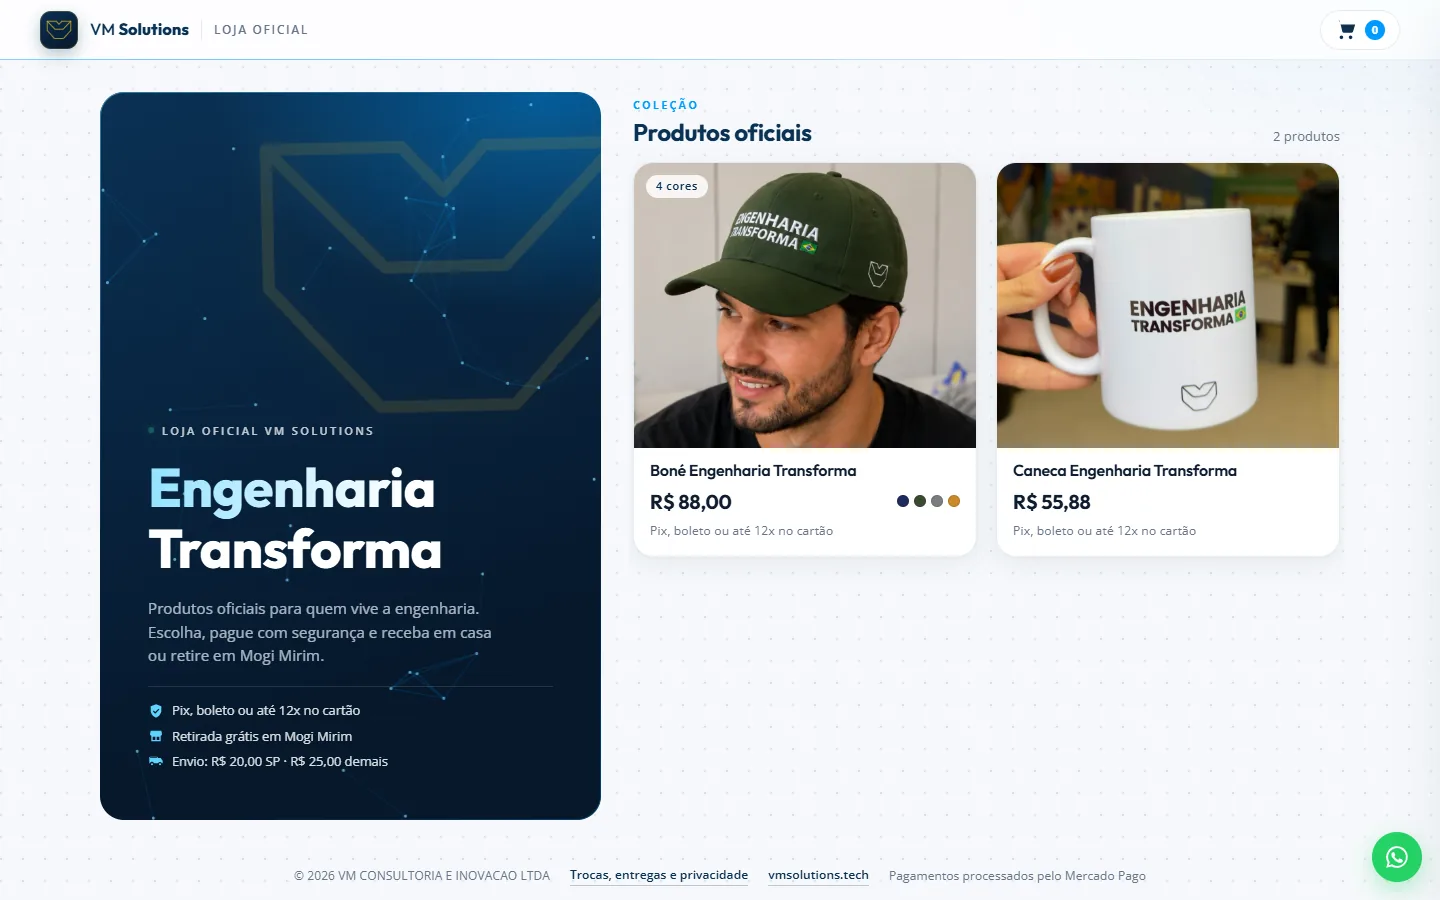 VM Solutions
LOJA OFICIAL
0
LOJA OFICIAL VM SOLUTIONS
Engenharia
Transforma
Produtos oficiais para quem vive a engenharia.
Escolha, pague com segurança e receba em casa
ou retire em Mogi Mirim.
Pix, boleto ou até 12x no cartão
Retirada grátis em Mogi Mirim
Envio: R$ 20,00 SP · R$ 25,00 demais
COLEÇÃO
Produtos oficiais
2 produtos
4 cores
ENGENHARIA
TRANSFORMA
Boné Engenharia Transforma
R$ 88,00
Pix, boleto ou até 12x no cartão
ENGENHARIA
TRANSFORMA
Caneca Engenharia Transforma
R$ 55,88
Pix, boleto ou até 12x no cartão
© 2026 VM CONSULTORIA E INOVACAO LTDA
Trocas, entregas e privacidade
vmsolutions.tech
Pagamentos processados pelo Mercado Pago